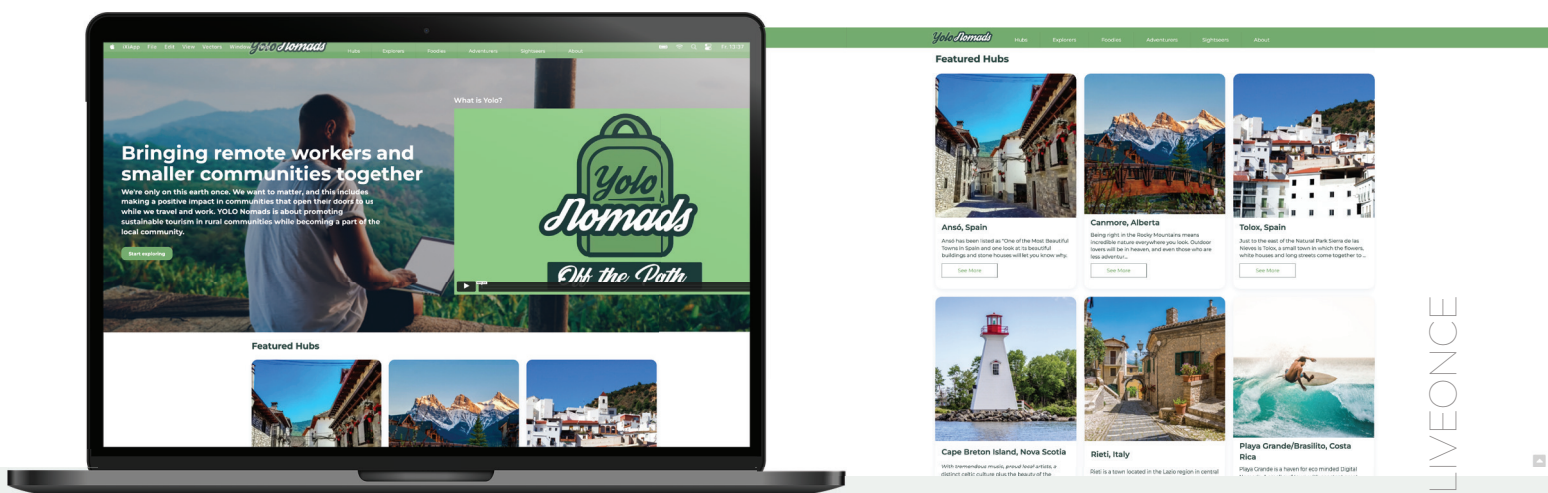 iXiApp File Edit View Vectors Window Fr. 13:37
Yolo Nomads Hubs Explorers Foodies Adventurers Sightseers About
What is Yolo?
Yolo
Nomads
Off the Path
Bringing remote workers and
smaller communities together
We're only on this earth once. We want to matter, and this includes
making a positive impact in communities that open their doors to us
while we travel and work. YOLO Nomads is about promoting
sustainable tourism in rural communities while becoming a part of the
local community.
Start exploring
Featured Hubs
Yolo Nomads Hubs Explorers Foodies Adventurers Sightseers About
Featured Hubs
Ansó, Spain
Ansó has been listed as "One of the Most Beautiful
Towns in Spain and one look at its beautiful
buildings and stone houses will let you know why.
See More
Canmore, Alberta
Being right in the Rocky Mountains means
incredible nature everywhere you look. Outdoor
lovers will be in heaven, and even those who are
less adventur...
See More
Tolox, Spain
Just to the east of the Natural Park Sierra de las
Nieves is Tolox, a small town in which the flowers,
white houses and long streets come together to ...
See More
Cape Breton Island, Nova Scotia
With tremendous music, proud local artists, a
distinct celtic culture plus the beauty of the
Rieti, Italy
Rieti is a town located in the Lazio region in central
Playa Grande/Brasilito, Costa
Rica
Playa Grande is a haven for eco minded Digital
LIVEONCE